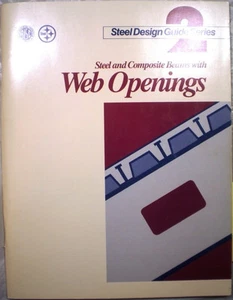 Steel Design Guide Series
2
Steel and Composite Beams with
Web Openings